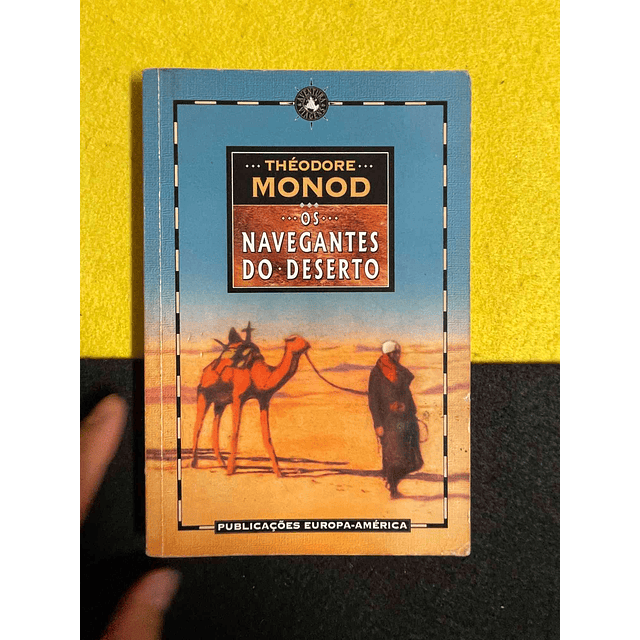 THÉODORE
MONOD
OS
NAVEGANTES
DO DESERTO
PUBLICAÇÕES EUROPA-AMÉRICA